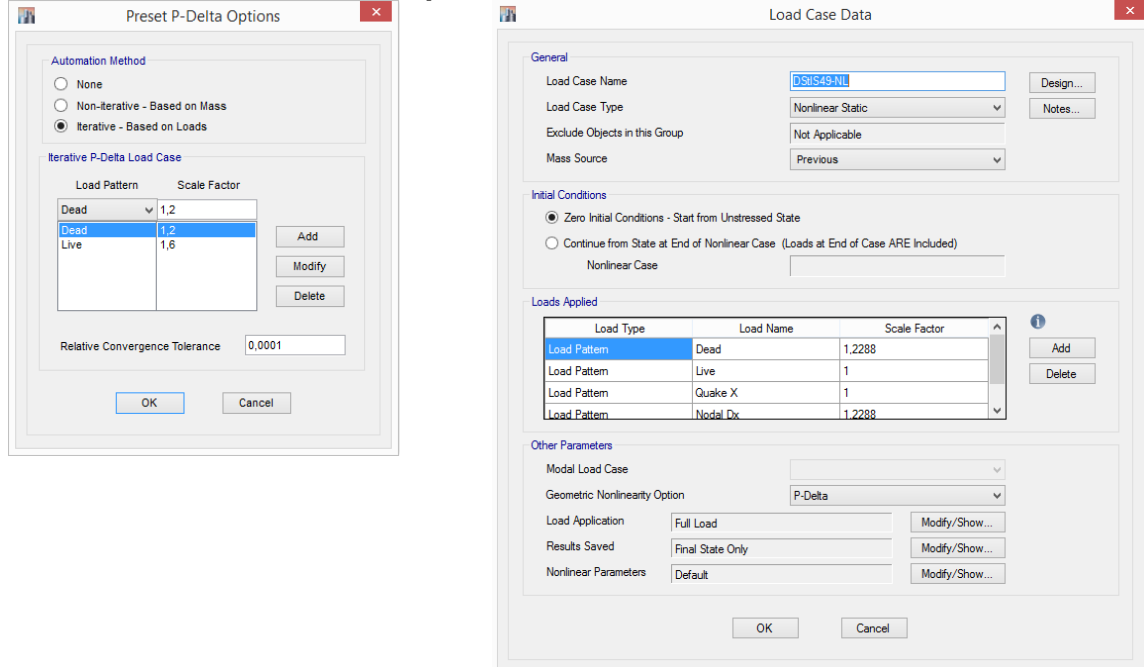 Preset P-Delta Options
Automation Method
None
Non-iterative - Based on Mass
Iterative - Based on Loads
Iterative P-Delta Load Case
Load Pattern Scale Factor
Dead 1,2
Dead 1,2
Live 1,6
Add
Modify
Delete
Relative Convergence Tolerance 0,0001
OK Cancel
Load Case Data
General
Load Case Name DStlS49-NL Design...
Load Case Type Nonlinear Static Notes...
Exclude Objects in this Group Not Applicable
Mass Source Previous
Initial Conditions
Zero Initial Conditions - Start from Unstressed State
Continue from State at End of Nonlinear Case (Loads at End of Case ARE Included)
Nonlinear Case
Loads Applied
Load Type Load Name Scale Factor
Load Pattern Dead 1,2288 Add
Load Pattern Live 1 Delete
Load Pattern Quake X 1
Load Pattern Nodal Dx 1,2288
Other Parameters
Modal Load Case
Geometric Nonlinearity Option P-Delta
Load Application Full Load Modify/Show...
Results Saved Final State Only Modify/Show...
Nonlinear Parameters Default Modify/Show...
OK Cancel